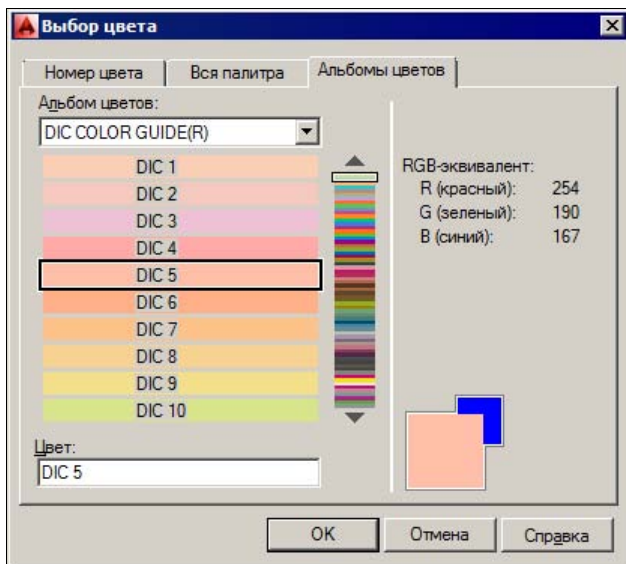 Выбор цвета
Номер цвета
Вся палитра
Альбомы цветов
Альбом цветов:
DIC COLOR GUIDE(R)
DIC 1
DIC 2
DIC 3
DIC 4
DIC 5
DIC 6
DIC 7
DIC 8
DIC 9
DIC 10
RGB-эквивалент:
R (красный): 254
G (зеленый): 190
B (синий): 167
Цвет:
DIC 5
OK
Отмена
Справка